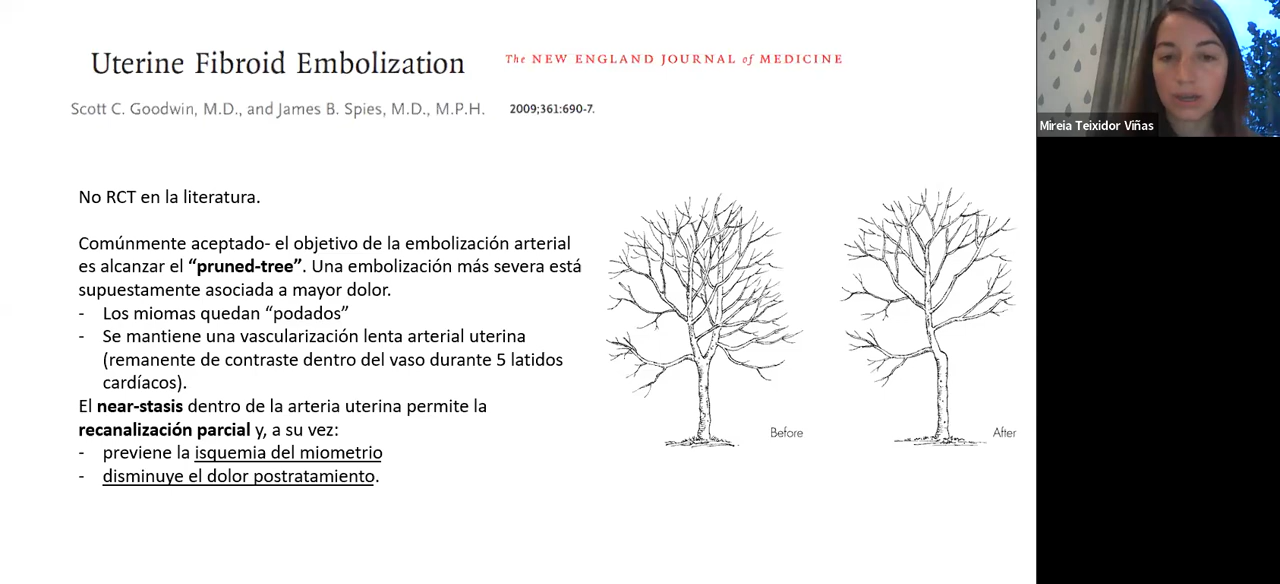 Uterine Fibroid Embolization
The NEW ENGLAND JOURNAL of MEDICINE
Scott C. Goodwin, M.D., and James B. Spies, M.D., M.P.H.
2009;361:690-7.
Mireia Teixidor Viñas
No RCT en la literatura.
Comúnmente aceptado- el objetivo de la embolización arterial
es alcanzar el “pruned-tree”. Una embolización más severa está
supuestamente asociada a mayor dolor.
- Los miomas quedan “podados”
- Se mantiene una vascularización lenta arterial uterina
(remanente de contraste dentro del vaso durante 5 latidos
cardíacos).
El near-stasis dentro de la arteria uterina permite la
recanalización parcial y, a su vez:
- previene la isquemia del miometrio
- disminuye el dolor postratamiento.
Before
After